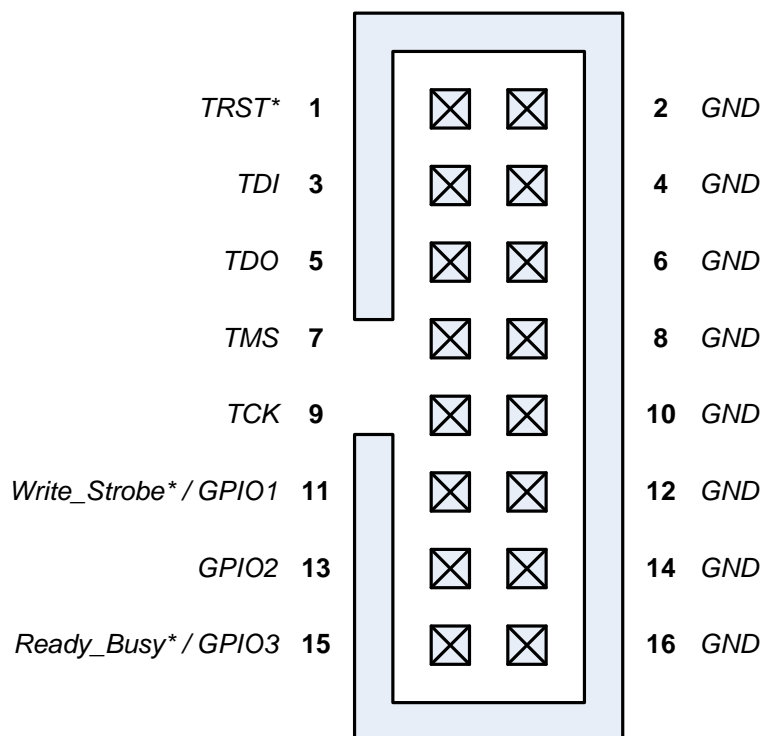 TRST* 1 2 GND
TDI 3 4 GND
TDO 5 6 GND
TMS 7 8 GND
TCK 9 10 GND
Write_Strobe* / GPIO1 11 12 GND
GPIO2 13 14 GND
Ready_Busy* / GPIO3 15 16 GND